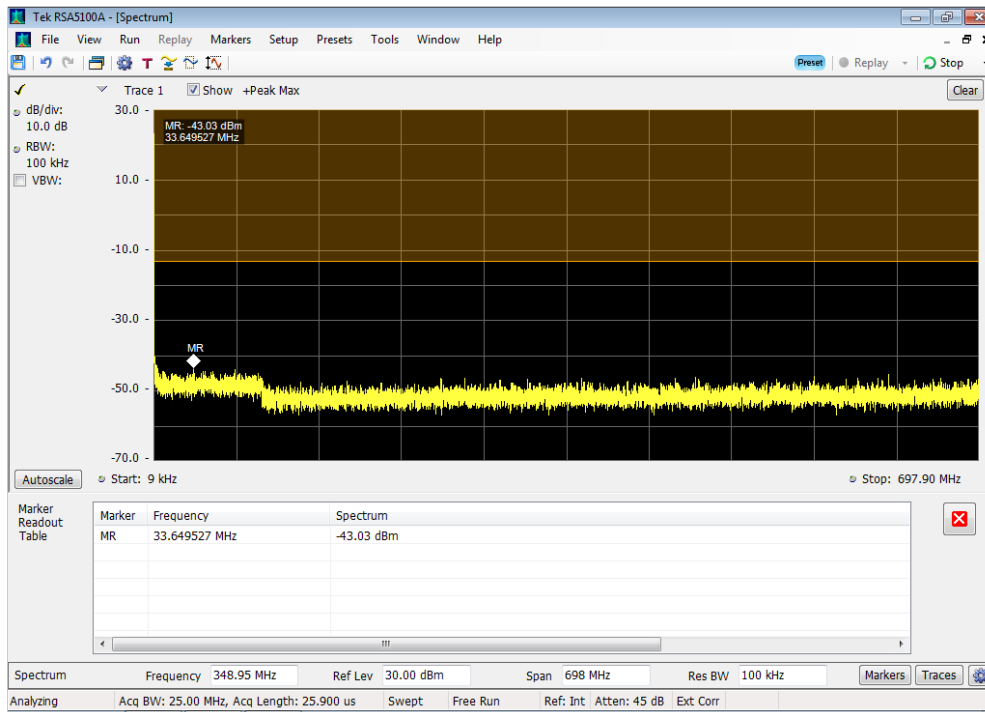 Tek RSA5100A - [Spectrum]
File View Run Replay Markers Setup Presets Tools Window Help
T Preset Replay Stop
Trace 1 Show +Peak Max Clear
dB/div:
10.0 dB
RBW:
100 kHz
VBW:
30.0
10.0
-10.0
-30.0
-50.0
-70.0
MR: -43.03 dBm
33.649527 MHz
MR
Autoscale Start: 9 kHz Stop: 697.90 MHz
Marker
Readout
Table
Marker Frequency Spectrum
MR 33.649527 MHz -43.03 dBm
Spectrum Frequency 348.95 MHz Ref Lev 30.00 dBm Span 698 MHz Res BW 100 kHz Markers Traces
Analyzing Acq BW: 25.00 MHz, Acq Length: 25.900 us Swept Free Run Ref: Int Atten: 45 dB Ext Corr